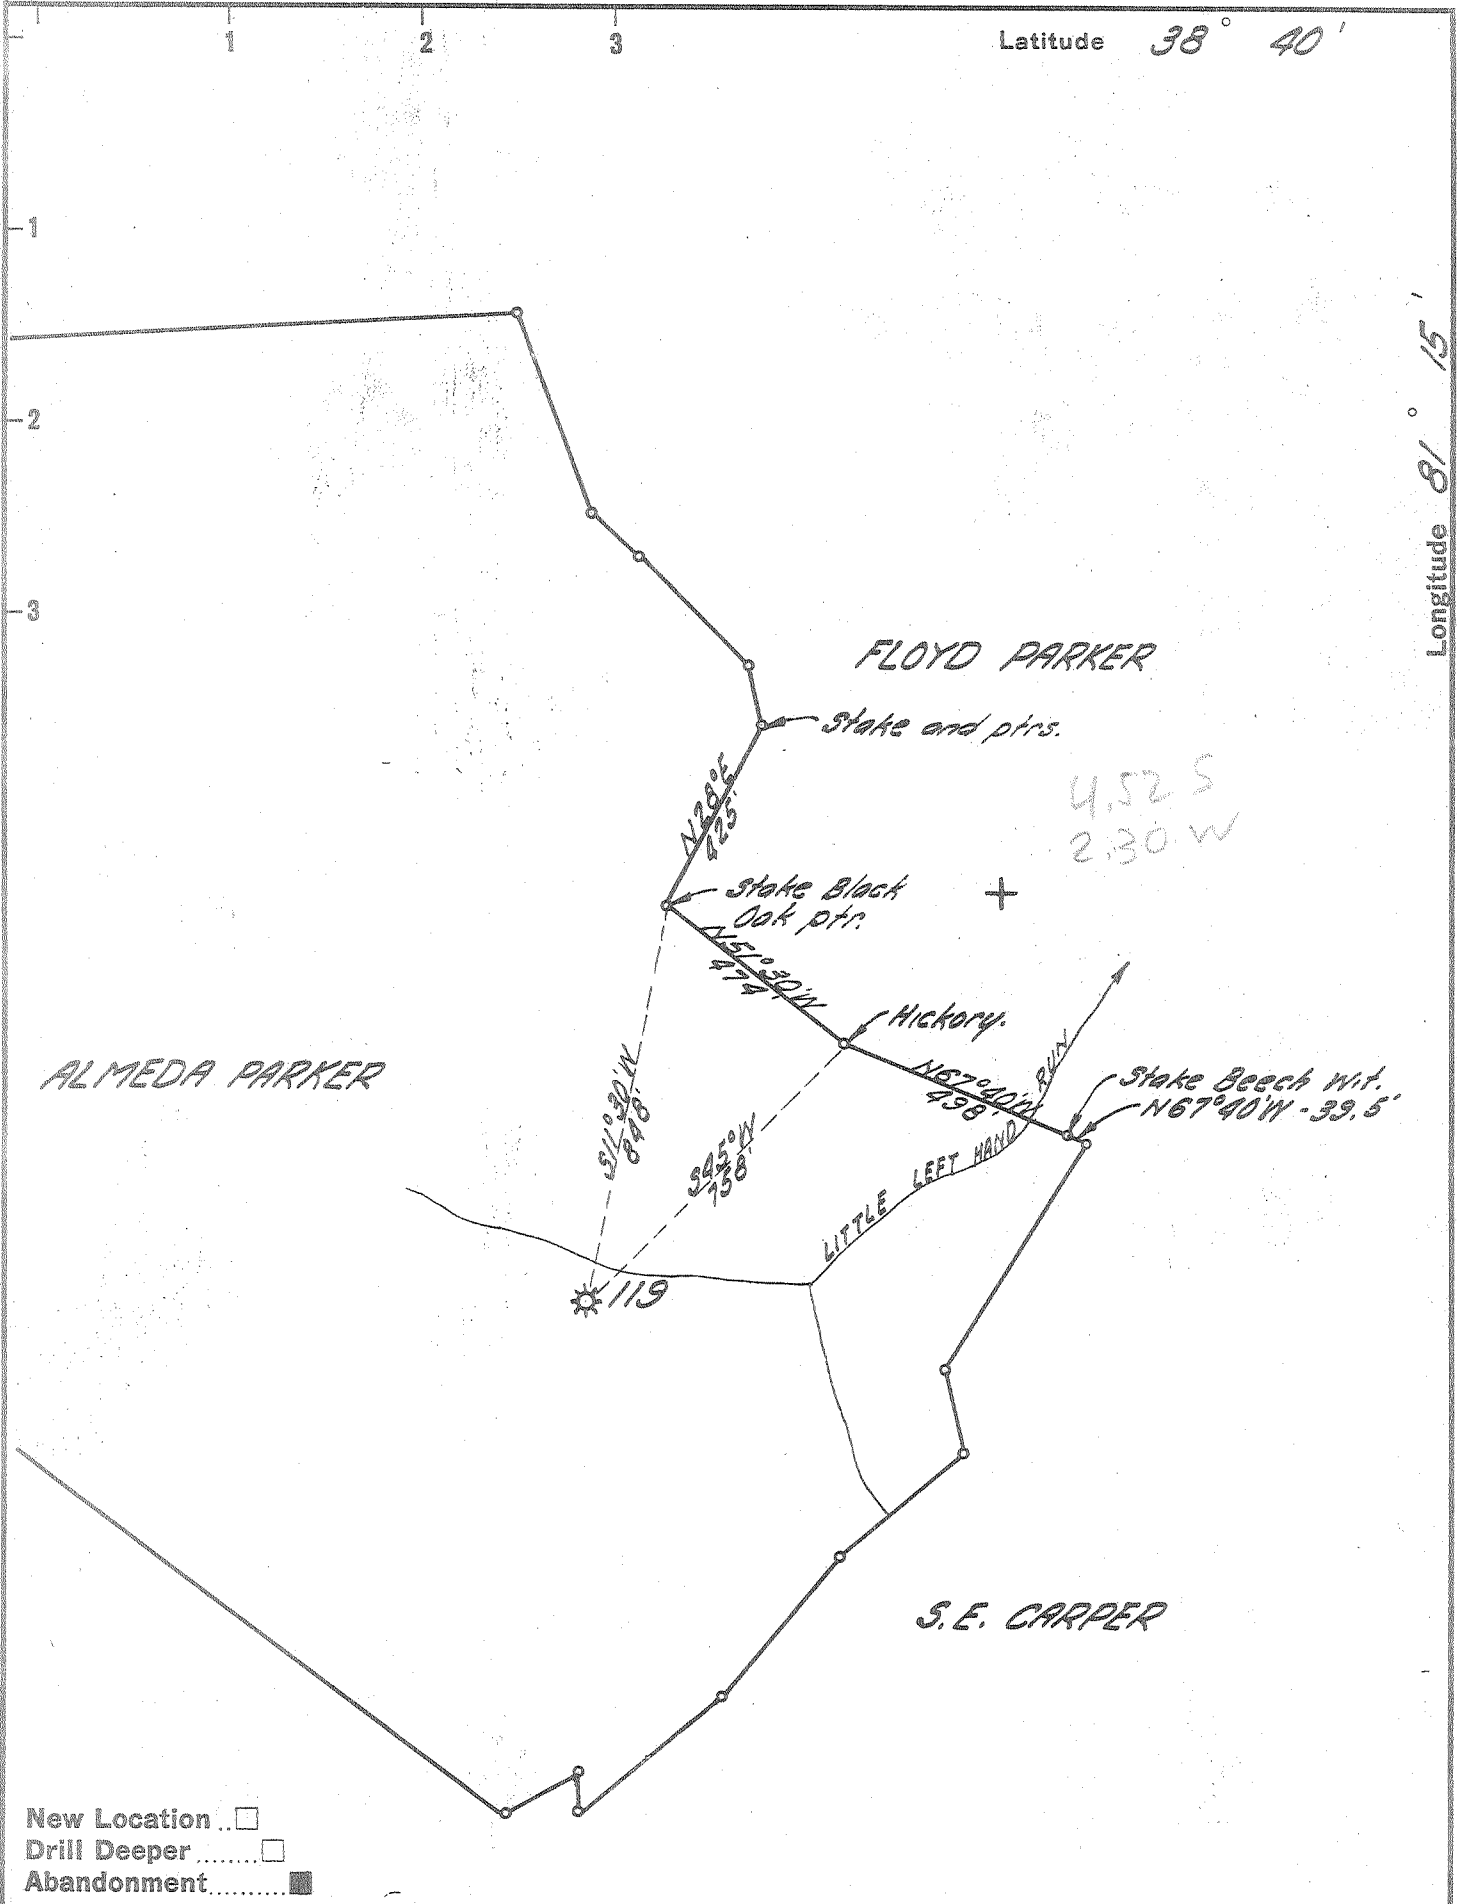 1 2 3
Latitude 38° 40'
1
2
3
Longitude 81° 15'
FLOYD PARKER
Stake and ptrs.
N28°E
425'
4.52 S
2.30 W
Stake Black
Oak ptr.
N51°30'W
474'
Hickory.
ALMEDA PARKER
N67°40'W
498'
Stake Beech Wit.
N67°40'W - 39.5'
S11°30'W
848'
S45°W
758'
LITTLE LEFT HAND RUN
119
S.E. CARPER
New Location ..
Drill Deeper ........
Abandonment..........